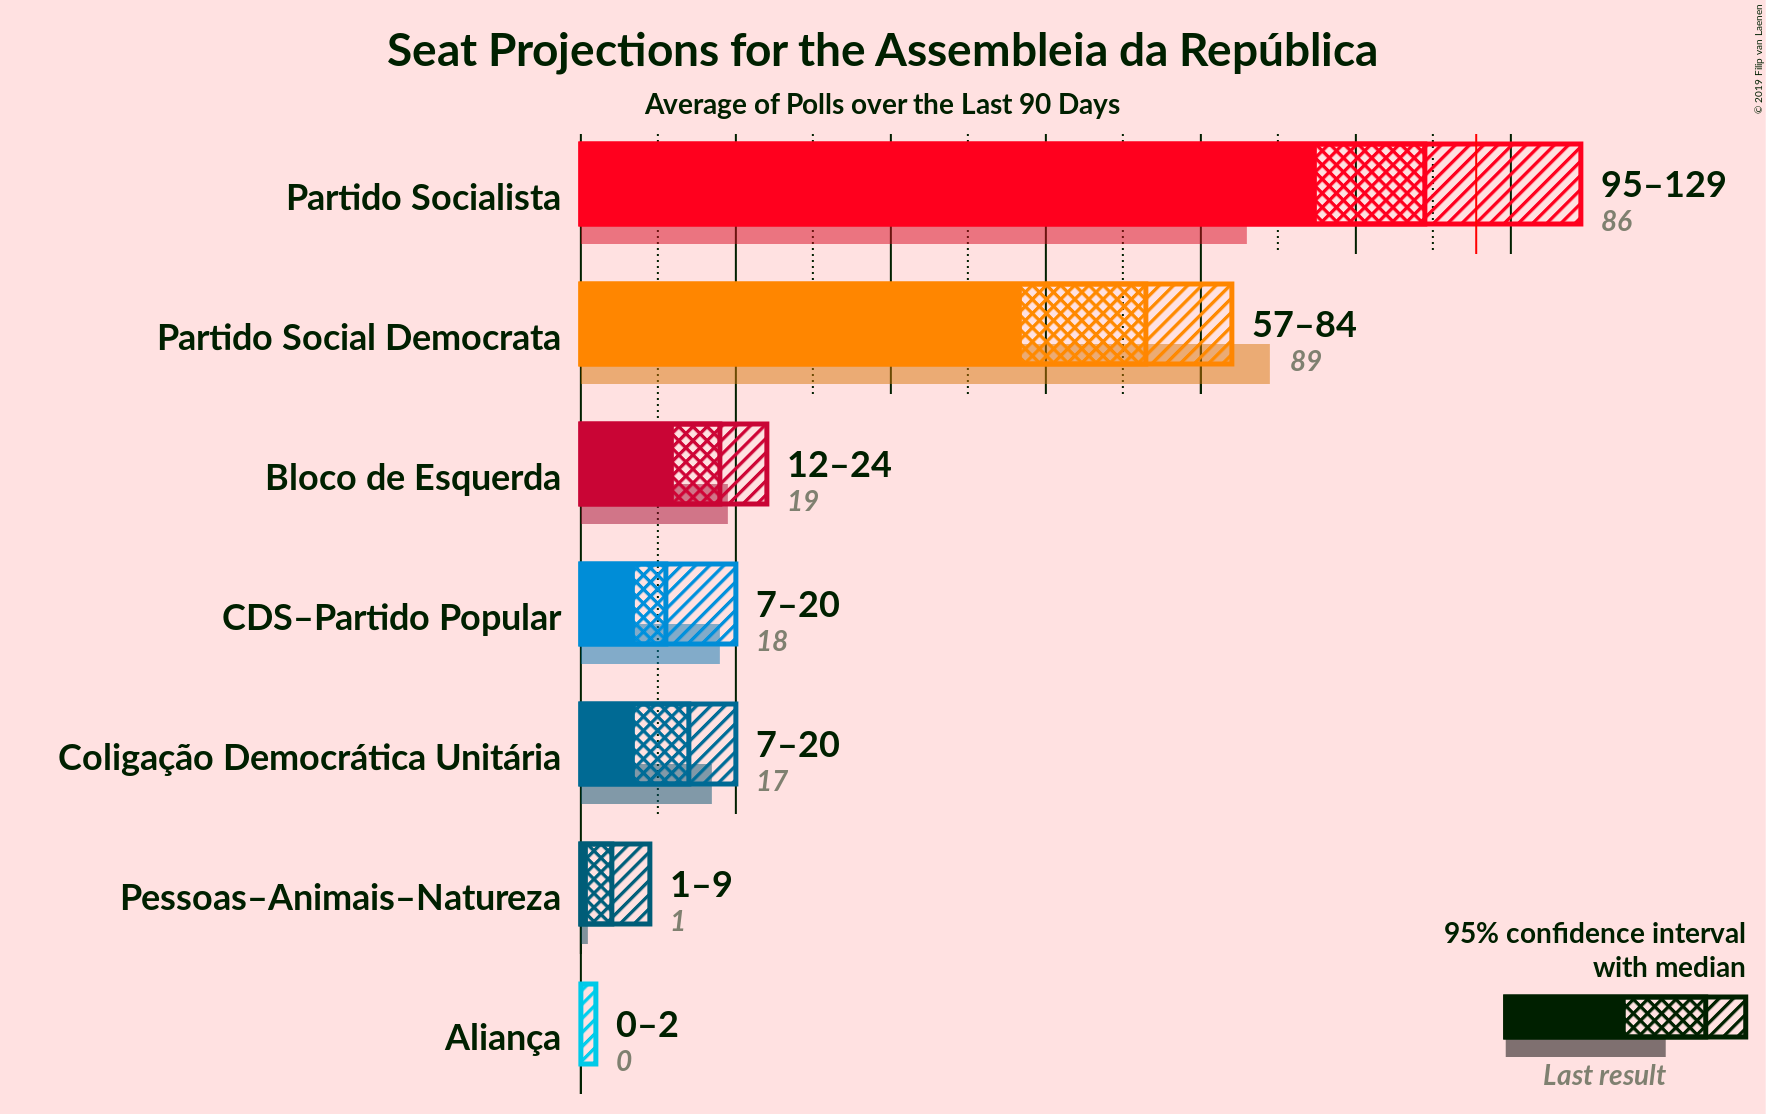 Seat Projections for the Assembleia da República
Average of Polls over the Last 90 Days
© 2019 Filip van Laenen
Partido Socialista
95–129
86
Partido Social Democrata
57–84
89
Bloco de Esquerda
12–24
19
CDS–Partido Popular
7–20
18
Coligação Democrática Unitária
7–20
17
Pessoas–Animais–Natureza
1–9
1
Aliança
0–2
0
95% confidence interval
with median
Last result